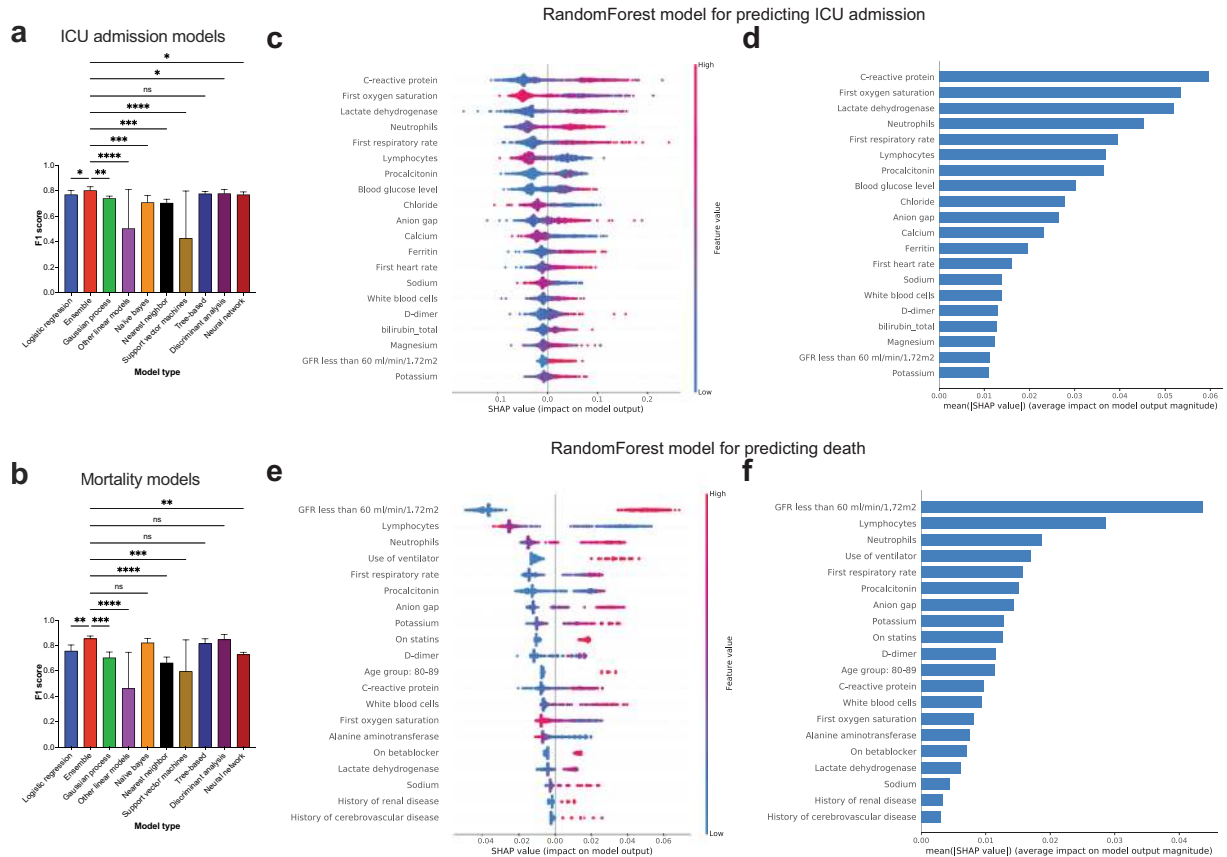 RandomForest model for predicting ICU admission
a
ICU admission models
*
*
ns
****
***
***
****
* **
1.0
0.8
0.6
0.4
0.2
0.0
F1 score
Logistic regression
Ensemble
Gaussian process
Other linear models
Naïve bayes
Nearest neighbor
Support vector machines
Tree-based
Discriminant analysis
Neural network
Model type
c
C-reactive protein
First oxygen saturation
Lactate dehydrogenase
Neutrophils
First respiratory rate
Lymphocytes
Procalcitonin
Blood glucose level
Chloride
Anion gap
Calcium
Ferritin
First heart rate
Sodium
White blood cells
D-dimer
bilirubin_total
Magnesium
GFR less than 60 ml/min/1.72m2
Potassium
0.1 0.0 0.1 0.2
SHAP value (impact on model output)
High
Feature value
Low
d
C-reactive protein
First oxygen saturation
Lactate dehydrogenase
Neutrophils
First respiratory rate
Lymphocytes
Procalcitonin
Blood glucose level
Chloride
Anion gap
Calcium
Ferritin
First heart rate
Sodium
White blood cells
D-dimer
bilirubin_total
Magnesium
GFR less than 60 ml/min/1.72m2
Potassium
0.00 0.01 0.02 0.03 0.04 0.05 0.06
mean(|SHAP value|) (average impact on model output magnitude)
RandomForest model for predicting death
b
Mortality models
**
ns
ns
***
****
ns
****
** ***
1.0
0.8
0.6
0.4
0.2
0.0
F1 score
Logistic regression
Ensemble
Gaussian process
Other linear models
Naïve bayes
Nearest neighbor
Support vector machines
Tree-based
Discriminant analysis
Neural network
Model type
e
GFR less than 60 ml/min/1.72m2
Lymphocytes
Neutrophils
Use of ventilator
First respiratory rate
Procalcitonin
Anion gap
Potassium
On statins
D-dimer
Age group: 80-89
C-reactive protein
White blood cells
First oxygen saturation
Alanine aminotransferase
On betablocker
Lactate dehydrogenase
Sodium
History of renal disease
History of cerebrovascular disease
0.04 0.02 0.00 0.02 0.04 0.06
SHAP value (impact on model output)
High
Feature value
Low
f
GFR less than 60 ml/min/1.72m2
Lymphocytes
Neutrophils
Use of ventilator
First respiratory rate
Procalcitonin
Anion gap
Potassium
On statins
D-dimer
Age group: 80-89
C-reactive protein
White blood cells
First oxygen saturation
Alanine aminotransferase
On betablocker
Lactate dehydrogenase
Sodium
History of renal disease
History of cerebrovascular disease
0.00 0.01 0.02 0.03 0.04
mean(|SHAP value|) (average impact on model output magnitude)